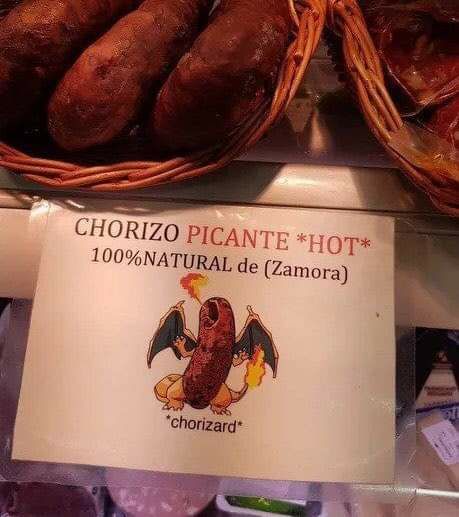 CHORIZO PICANTE *HOT*
100%NATURAL de (Zamora)
*chorizard*